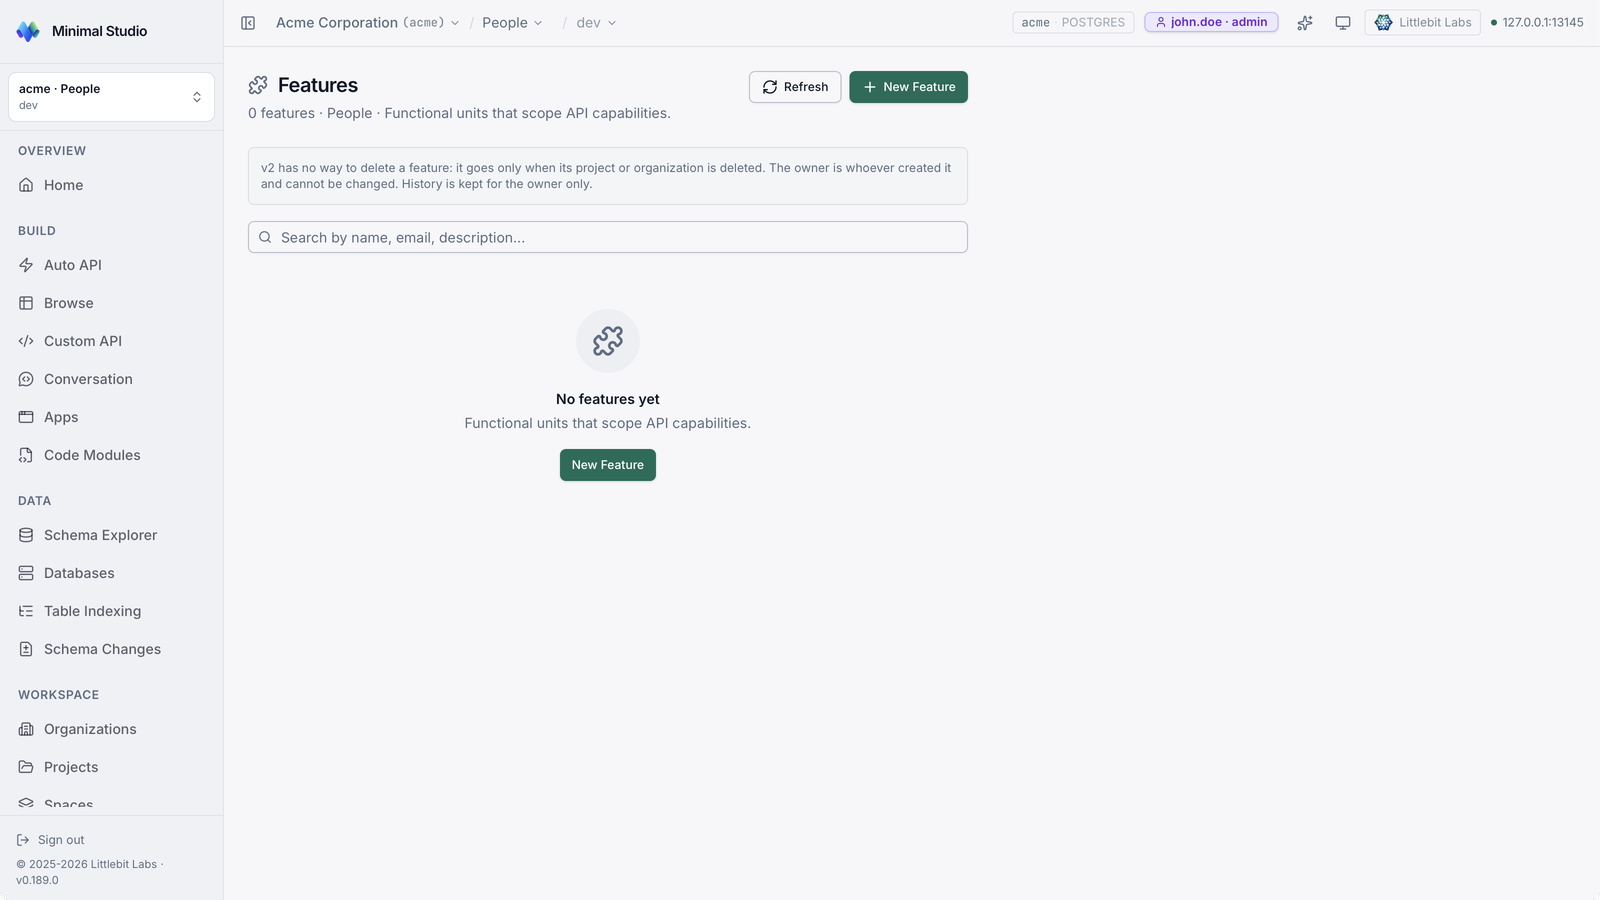 Minimal Studio
acme · People
dev
OVERVIEW
Home
BUILD
Auto API
Browse
Custom API
Conversation
Apps
Code Modules
DATA
Schema Explorer
Databases
Table Indexing
Schema Changes
WORKSPACE
Organizations
Projects
Spaces
Sign out
© 2025-2026 Littlebit Labs ·
v0.189.0
Acme Corporation (acme) / People / dev
acme · POSTGRES
john.doe · admin
Littlebit Labs
127.0.0.1:13145
Features
Refresh
New Feature
0 features · People · Functional units that scope API capabilities.
v2 has no way to delete a feature: it goes only when its project or organization is deleted. The owner is whoever created it
and cannot be changed. History is kept for the owner only.
Search by name, email, description...
No features yet
Functional units that scope API capabilities.
New Feature